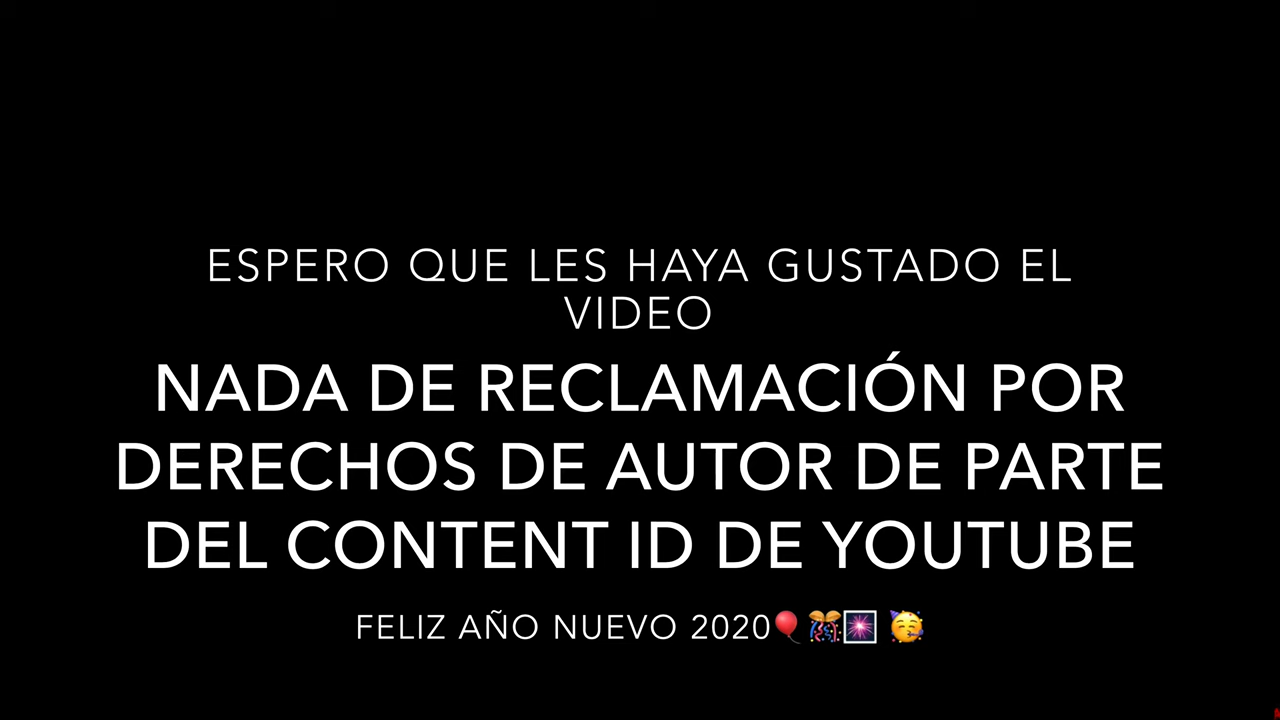 ESPERO QUE LES HAYA GUSTADO EL
VIDEO
NADA DE RECLAMACIÓN POR
DERECHOS DE AUTOR DE PARTE
DEL CONTENT ID DE YOUTUBE
FELIZ AÑO NUEVO 2020🎈🎊🎆 🥳